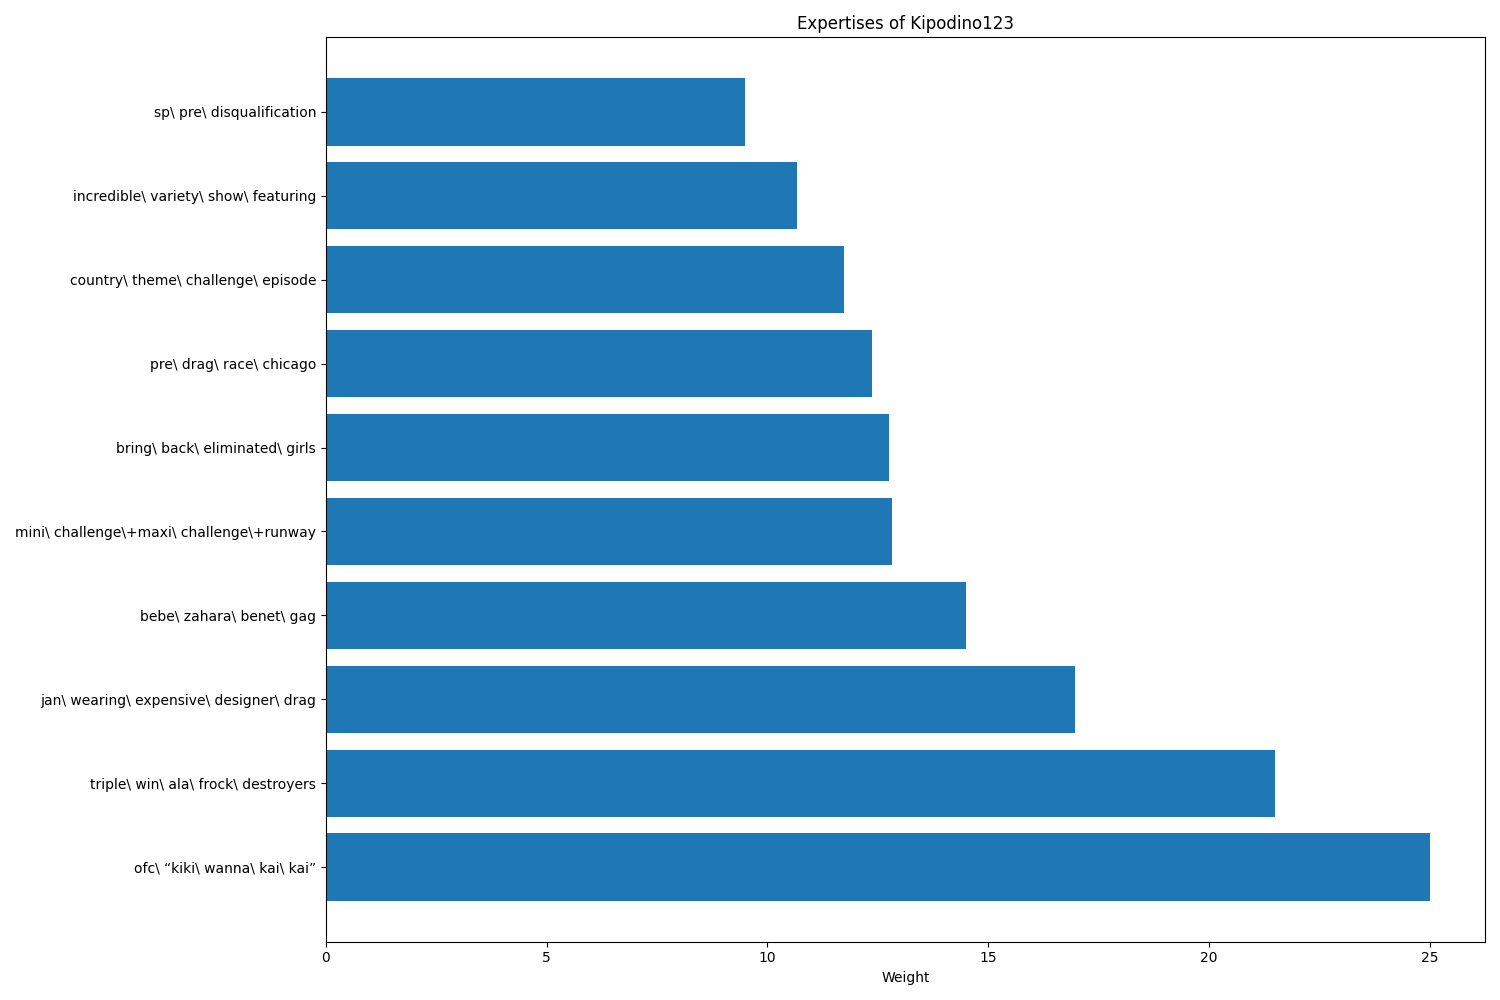 Expertises of Kipodino123
sp\ pre\ disqualification
incredible\ variety\ show\ featuring
country\ theme\ challenge\ episode
pre\ drag\ race\ chicago
bring\ back\ eliminated\ girls
mini\ challenge\+maxi\ challenge\+runway
bebe\ zahara\ benet\ gag
jan\ wearing\ expensive\ designer\ drag
triple\ win\ ala\ frock\ destroyers
ofc\ “kiki\ wanna\ kai\ kai”
0 5 10 15 20 25
Weight